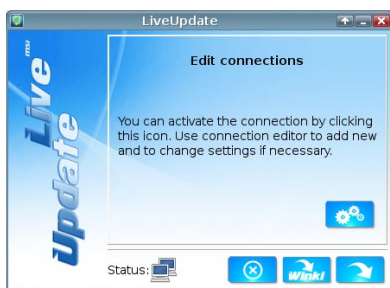 LiveUpdate
msi
Live
Update
Edit connections
You can activate the connection by clicking
this icon. Use connection editor to add new
and to change settings if necessary.
Status:
Winki